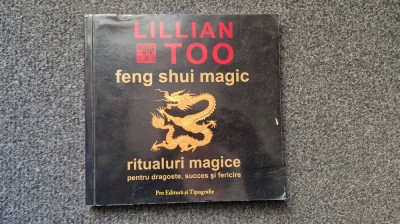 LILLIAN
TOO
feng shui magic
ritualuri magice
pentru dragoste, succes și fericire
Pro Editură și Tipografie